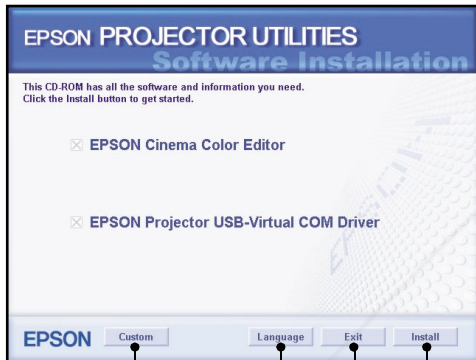 EPSON PROJECTOR UTILITIES
Software Installation
This CD-ROM has all the software and information you need.
Click the Install button to get started.
EPSON Cinema Color Editor
EPSON Projector USB-Virtual COM Driver
EPSON
EPSON Custom Language Exit Install